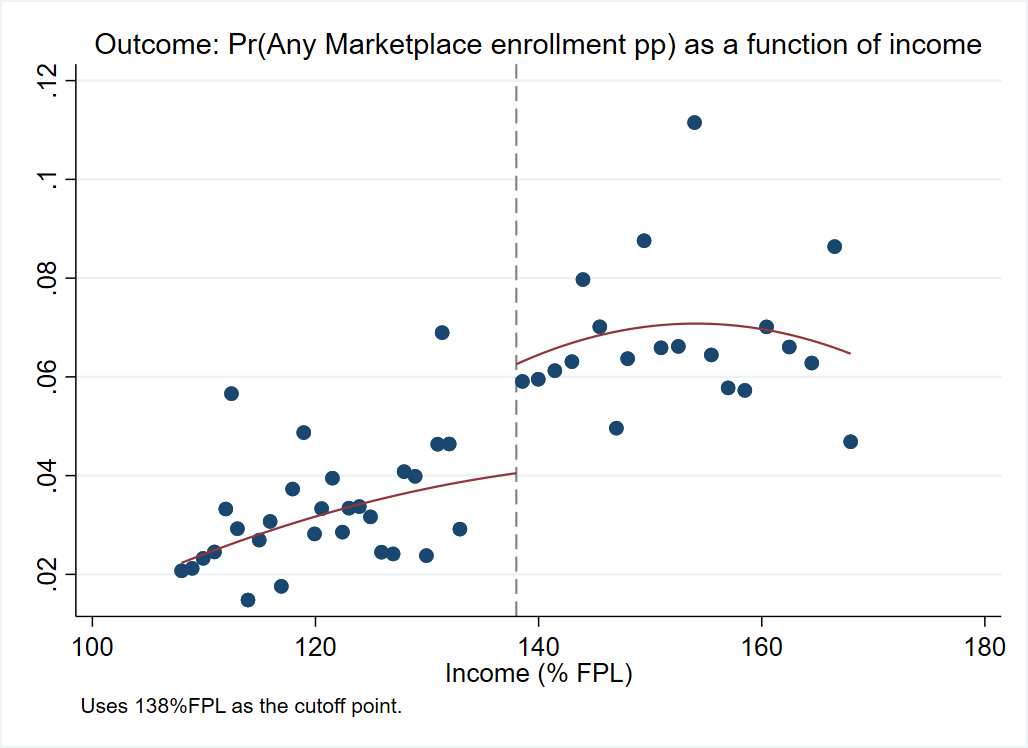 Outcome: Pr(Any Marketplace enrollment pp) as a function of income
.12
.1
.08
.06
.04
.02
100 120 140 160 180
Income (% FPL)
Uses 138%FPL as the cutoff point.